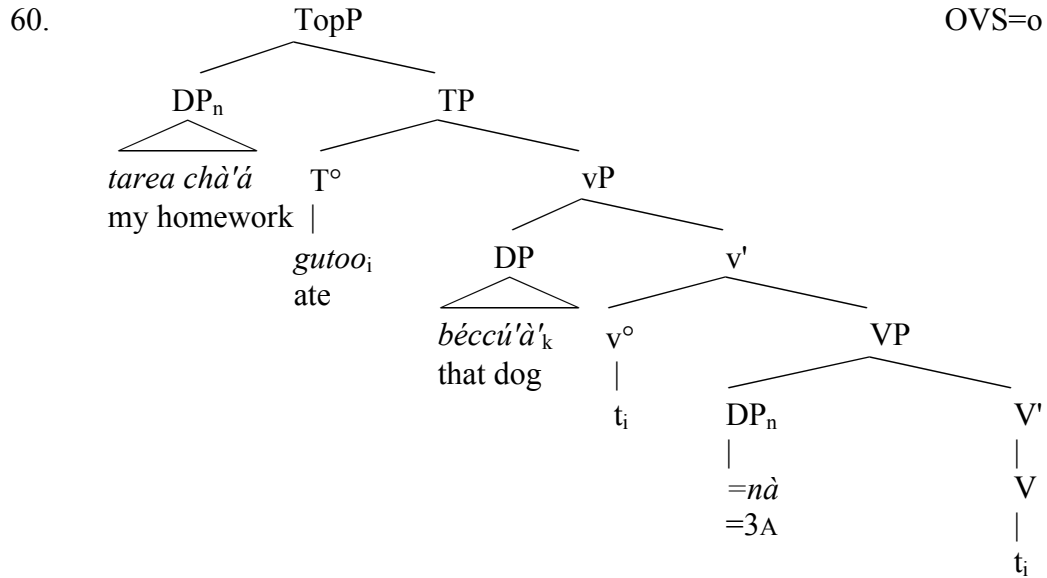 60. TopP OVS=o
DPₙ TP
tarea chà'á T° vP
my homework |
gutooᵢ DP v'
ate
béccú'à'ₖ v° VP
that dog |
tᵢ DPₙ V'
| |
=nà V
=3A |
tᵢ